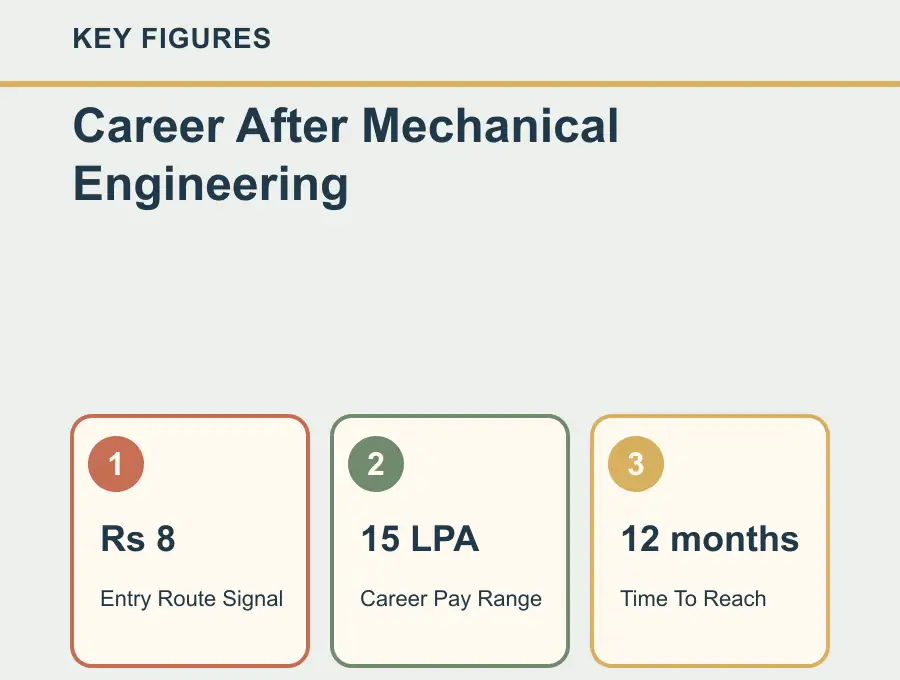 KEY FIGURES
Career After Mechanical
Engineering
1
Rs 8
Entry Route Signal
2
15 LPA
Career Pay Range
3
12 months
Time To Reach